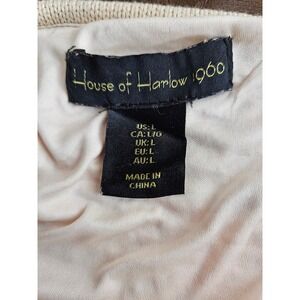 House of Harlow 1960
US: L
CA: L/G
UK: L
EU: L
AU: L
MADE IN
CHINA